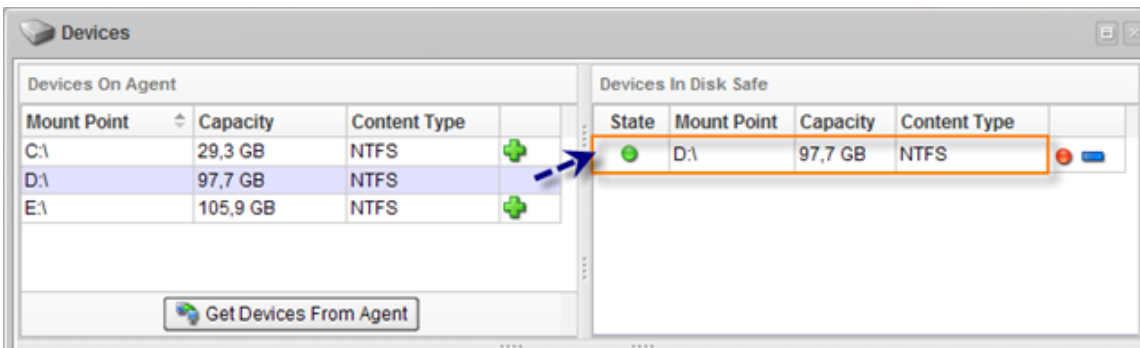 Devices
Devices On Agent
Mount Point Capacity Content Type
C:\ 29,3 GB NTFS
D:\ 97,7 GB NTFS
E:\ 105,9 GB NTFS
Get Devices From Agent
Devices In Disk Safe
State Mount Point Capacity Content Type
D:\ 97,7 GB NTFS